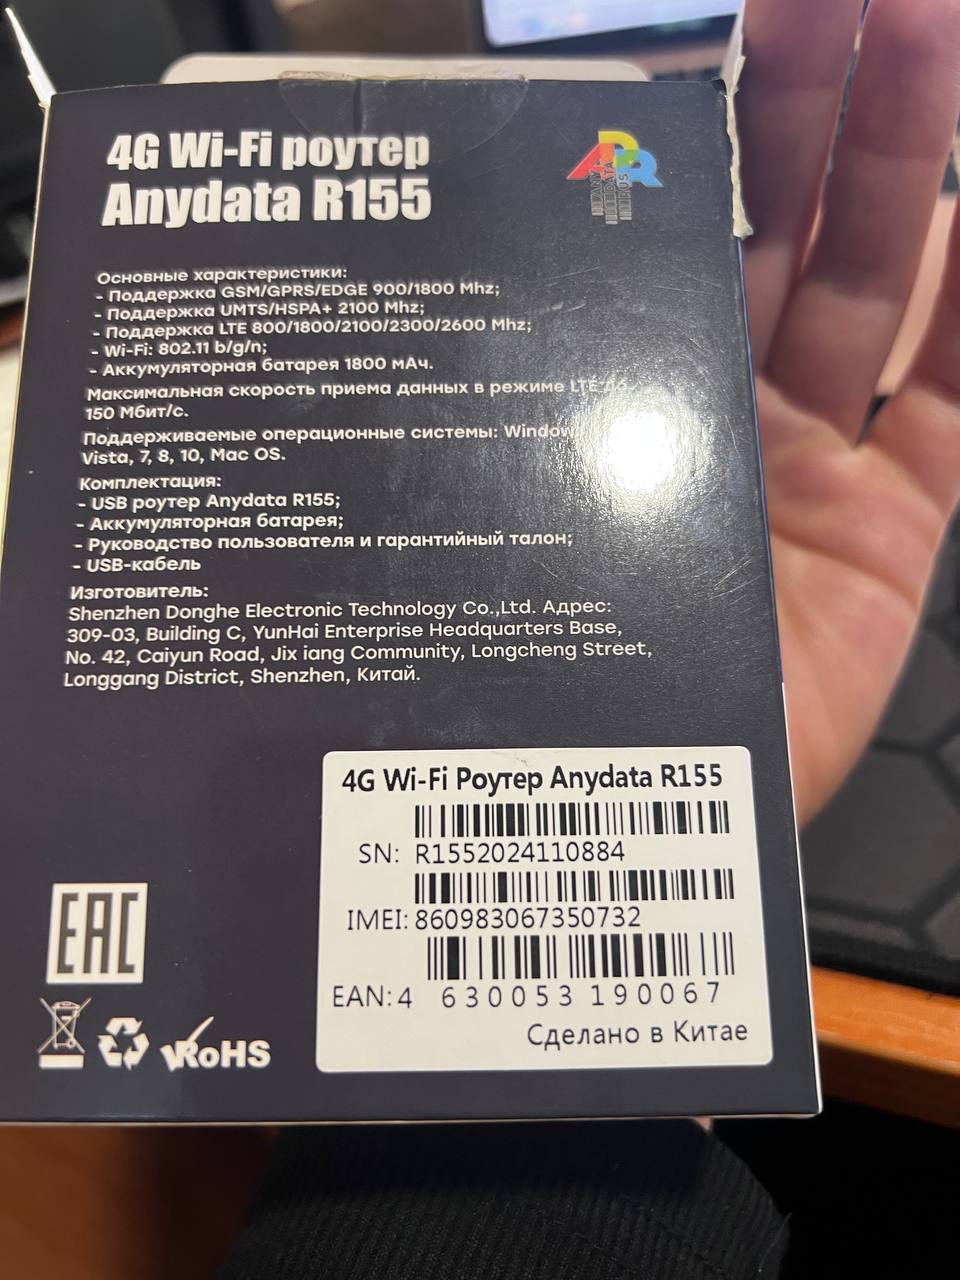 4G Wi-Fi роутер
Anydata R155
ANY
DATA
RUS
Основные характеристики:
- Поддержка GSM/GPRS/EDGE 900/1800 Mhz;
- Поддержка UMTS/HSPA+ 2100 Mhz;
- Поддержка LTE 800/1800/2100/2300/2600 Mhz;
- Wi-Fi: 802.11 b/g/n;
- Аккумуляторная батарея 1800 мАч.
Максимальная скорость приема данных в режиме LTE до
150 Мбит/с.
Поддерживаемые операционные системы:
Vista, 7, 8, 10, Mac OS.
Комплектация:
- USB роутер Anydata R155;
- Аккумуляторная батарея;
- Руководство пользователя и гарантийный талон;
- USB-кабель
Изготовитель:
Shenzhen Donghe Electronic Technology Co.,Ltd. Адрес:
309-03, Building C, YunHai Enterprise Headquarters Base,
No. 42, Caiyun Road, Jix iang Community, Longcheng Street,
Longgang District, Shenzhen, Китай.
4G Wi-Fi Роутер Anydata R155
SN: R1552024110884
IMEI: 860983067350732
EAN: 4 630053 190067
Сделано в Китае
EAC
RoHS